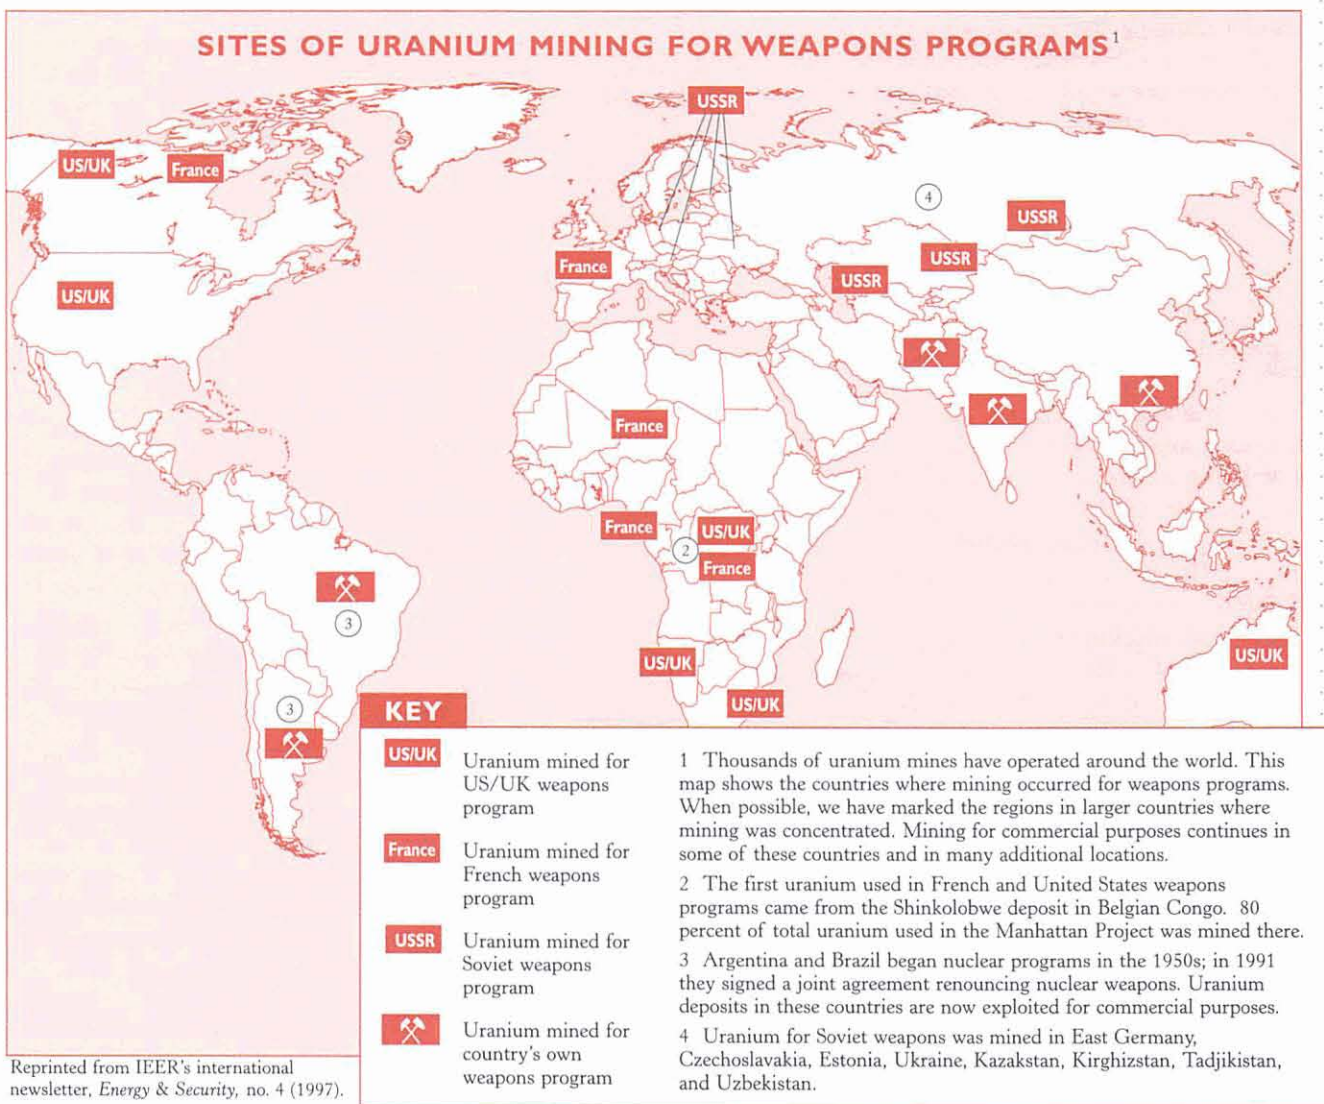 SITES OF URANIUM MINING FOR WEAPONS PROGRAMS1
USSR
US/UK
France
4
USSR
USSR
France
USSR
US/UK
France
France
US/UK
2
France
3
US/UK
US/UK
3
US/UK
KEY
US/UK
Uranium mined for
US/UK weapons
program
France
Uranium mined for
French weapons
program
USSR
Uranium mined for
Soviet weapons
program
Uranium mined for
country's own
weapons program
1 Thousands of uranium mines have operated around the world. This
map shows the countries where mining occurred for weapons programs.
When possible, we have marked the regions in larger countries where
mining was concentrated. Mining for commercial purposes continues in
some of these countries and in many additional locations.
2 The first uranium used in French and United States weapons
programs came from the Shinkolobwe deposit in Belgian Congo. 80
percent of total uranium used in the Manhattan Project was mined there.
3 Argentina and Brazil began nuclear programs in the 1950s; in 1991
they signed a joint agreement renouncing nuclear weapons. Uranium
deposits in these countries are now exploited for commercial purposes.
4 Uranium for Soviet weapons was mined in East Germany,
Czechoslavakia, Estonia, Ukraine, Kazakstan, Kirghizstan, Tadjikistan,
and Uzbekistan.
Reprinted from IEER's international
newsletter, Energy & Security, no. 4 (1997).